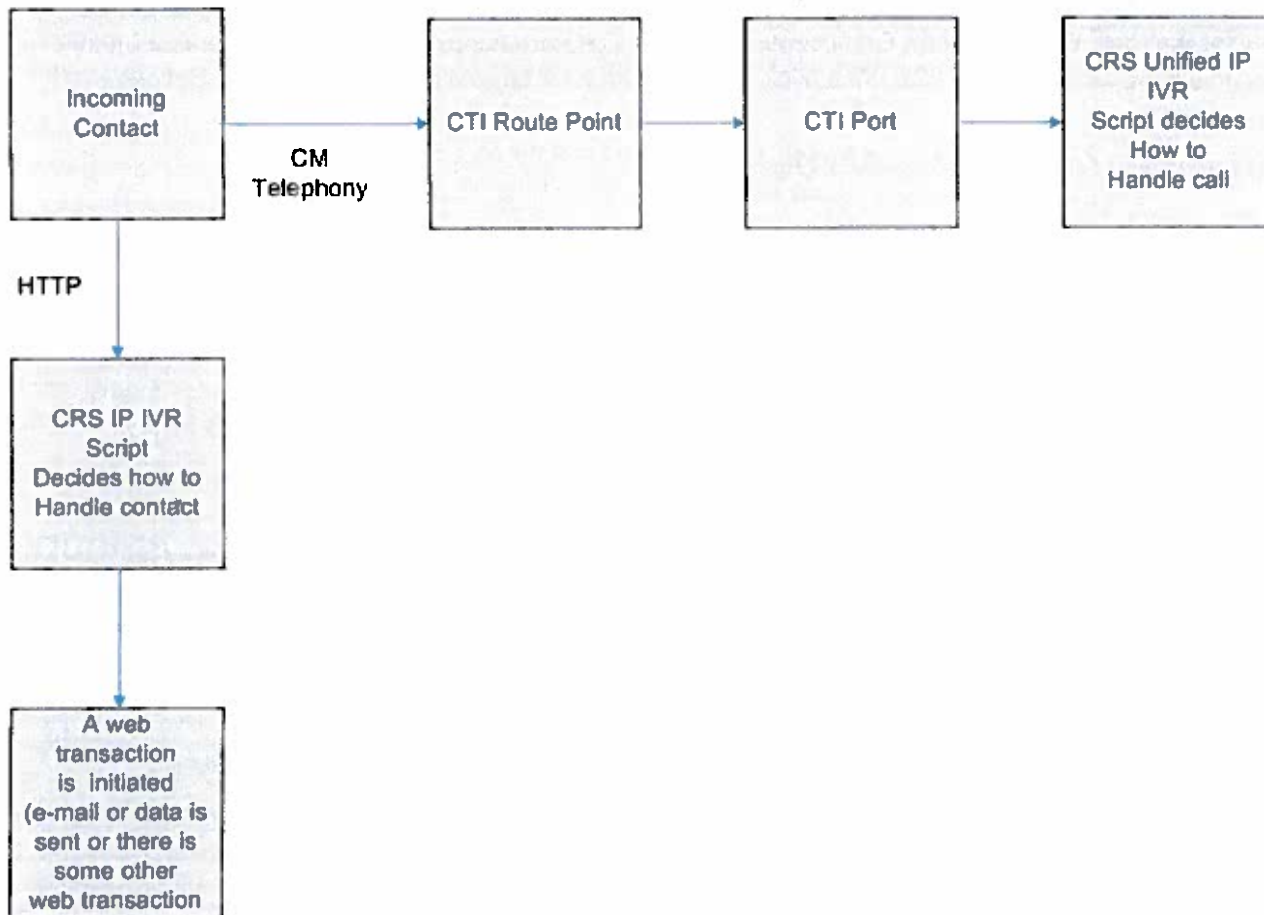 Incoming
Contact
CM
Telephony
CTI Route Point
CTI Port
CRS Unified IP
IVR
Script decides
How to
Handle call
HTTP
CRS IP IVR
Script
Decides how to
Handle contact
A web
transaction
is initiated
(e-mail or data is
sent or there is
some other
web transaction